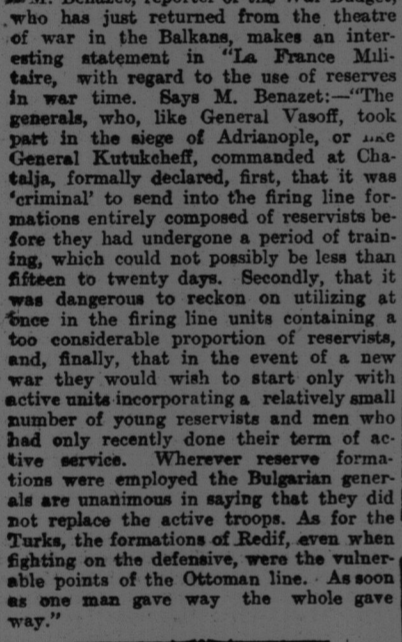 M. Benazet, reporter of the War Budget,
who has just returned from the theatre
of war in the Balkans, makes an inter-
esting statement in "La France Mili-
taire, with regard to the use of reserves
in war time. Says M. Benazet:—"The
generals, who, like General Vasoff, took
part in the siege of Adrianople, or
General Kutukcheff, commanded at Cha-
talja, formally declared, first, that it was
'criminal' to send into the firing line for-
mations entirely composed of reservists be-
fore they had undergone a period of train-
ing, which could not possibly be less than
fifteen to twenty days. Secondly, that it
was dangerous to reckon on utilizing at
once in the firing line units containing a
too considerable proportion of reservists,
and, finally, that in the event of a new
war they would wish to start only with
active units incorporating a relatively small
number of young reservists and men who
had only recently done their term of ac-
tive service. Wherever reserve forma-
tions were employed the Bulgarian gener-
als are unanimous in saying that they did
not replace the active troops. As for the
Turks, the formations of Redif, even when
fighting on the defensive, were the vulner-
able points of the Ottoman line. As soon
as one man gave way the whole gave
way."